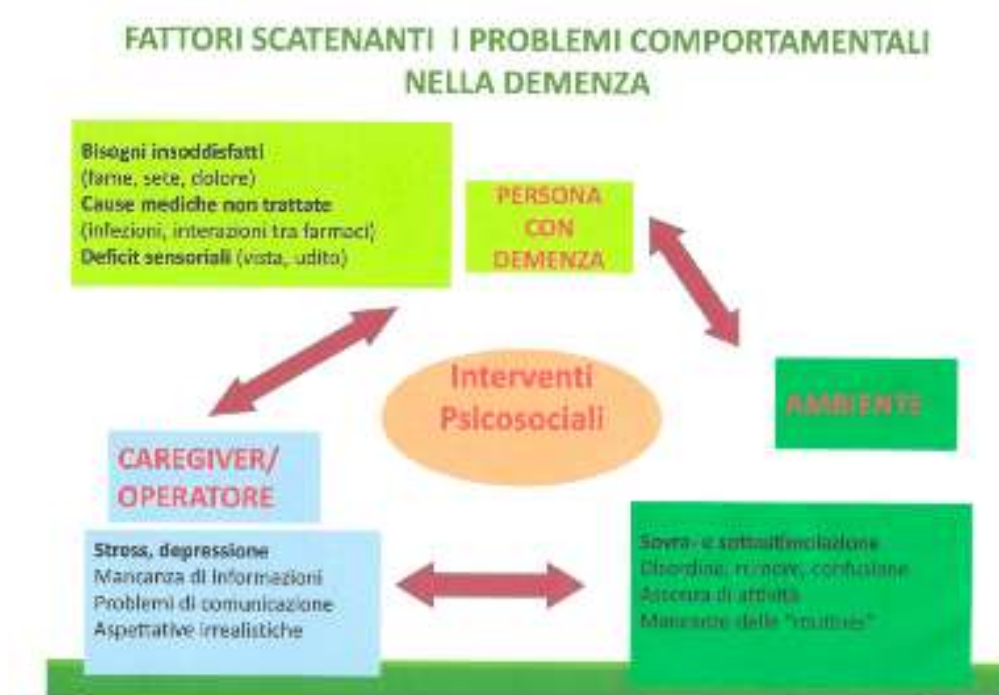 FATTORI SCATENANTI I PROBLEMI COMPORTAMENTALI
NELLA DEMENZA
Bisogni insoddisfatti
(fame, sete, dolore)
Cause mediche non trattate
(infezioni, interazioni tra farmaci)
Deficit sensoriali (vista, udito)
PERSONA
CON
DEMENZA
Interventi
Psicosociali
AMBIENTE
CAREGIVER/
OPERATORE
Stress, depressione
Mancanza di informazioni
Problemi di comunicazione
Aspettative irrealistiche
Sovra- e sottostimolazione
Disordine, rumore, confusione
Assenza di attività
Mancanze delle "routines"